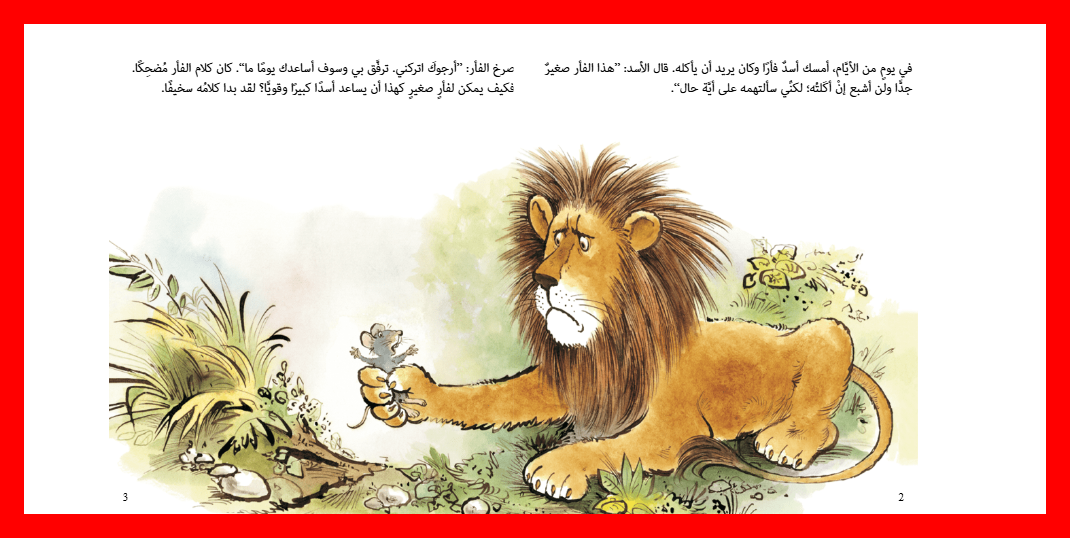 في يومٍ من الأيّام، أمسك أسدٌ فأرًا وكان يريد أن يأكله. قال الأسد: ”هذا الفأر صغيرٌ
جدًّا ولن أشبع إنْ أكَلتُه؛ لكنّي سألتهمه على أيّة حال“.
صرخ الفأر: ”أرجوكَ اتركني. ترفَّق بي وسوف أساعدك يومًا ما“. كان كلام الفأر مُضحِكًا.
فكيف يمكن لفأرٍ صغيرٍ كهذا أن يساعد أسدًا كبيرًا وقويًّا؟ لقد بدا كلامُه سخيفًا.
2
3